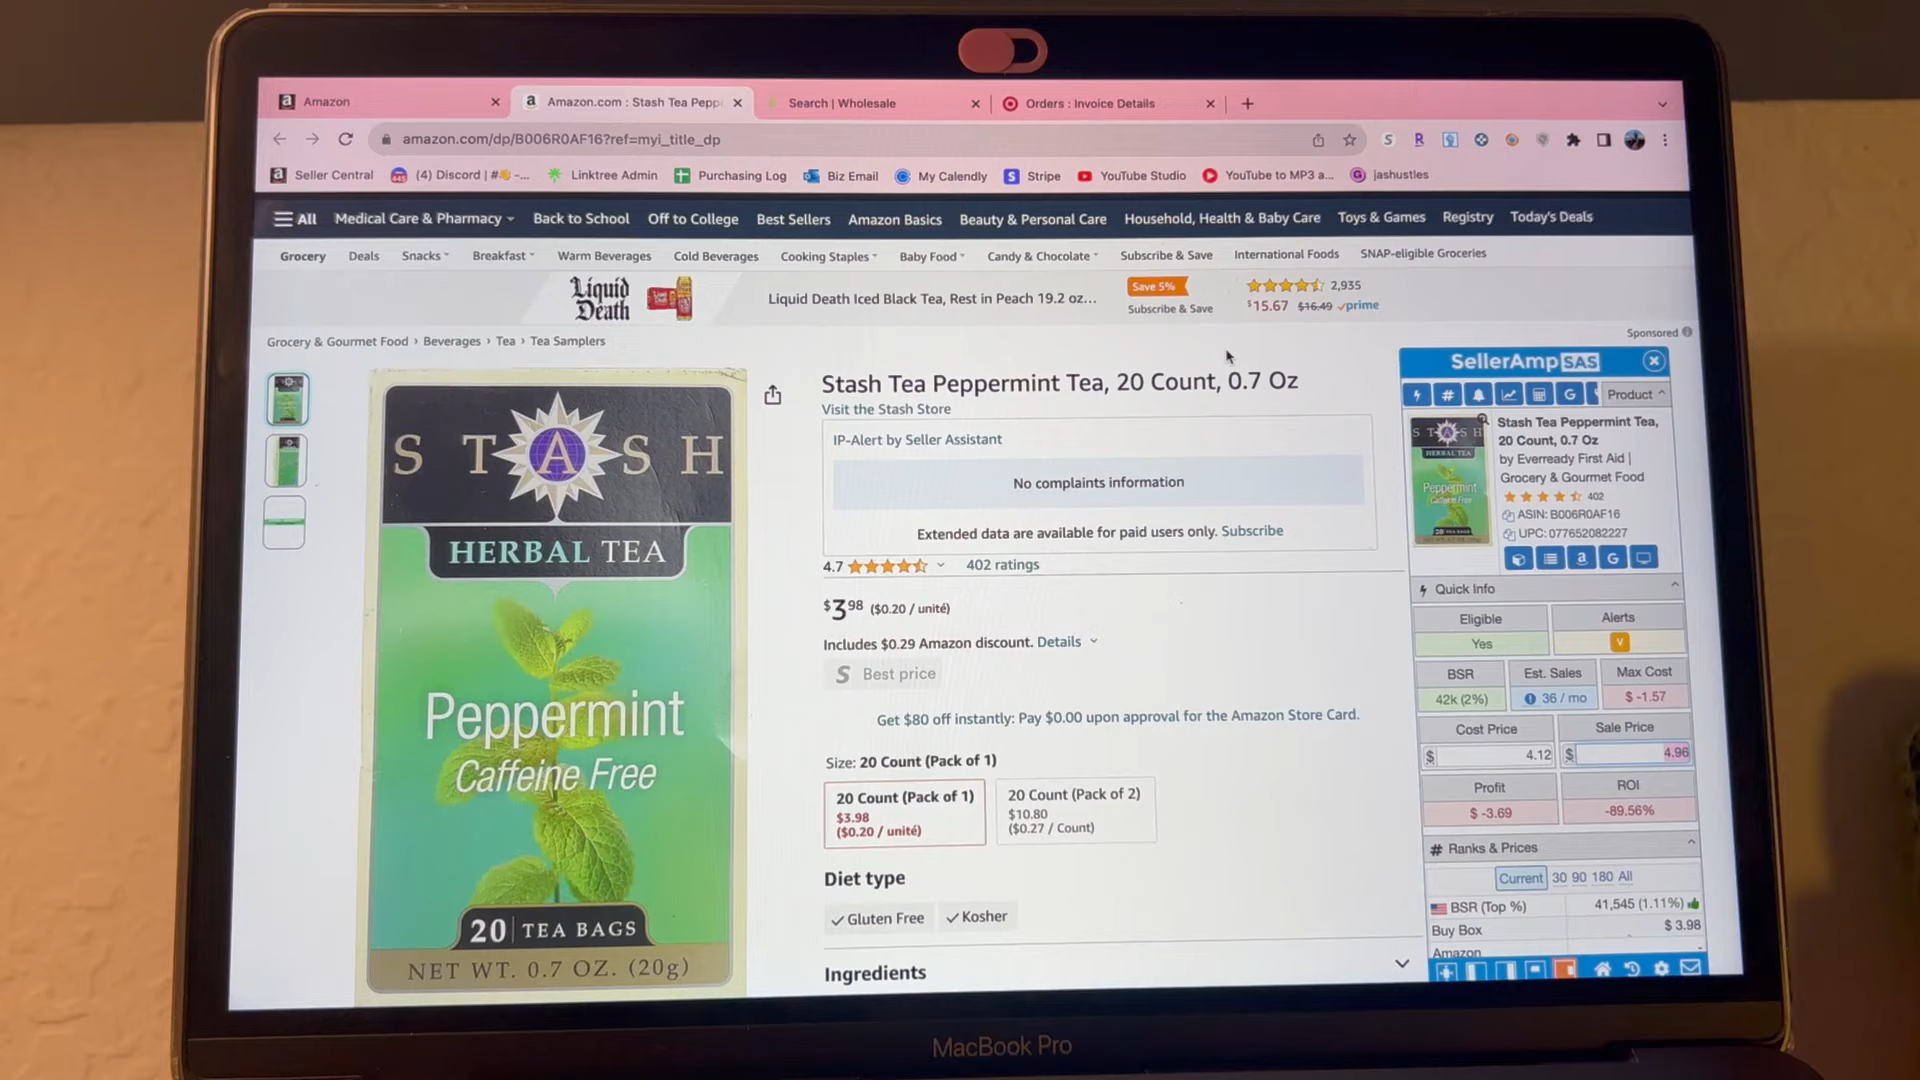 Amazon
Amazon.com : Stash Tea Pepp
Search | Wholesale
Orders : Invoice Details
amazon.com/dp/B006R0AF16?ref=myi_title_dp
Seller Central
(4) Discord | #👋 -...
Linktree Admin
Purchasing Log
Biz Email
My Calendly
Stripe
YouTube Studio
YouTube to MP3 a...
jashustles
All
Medical Care & Pharmacy
Back to School
Off to College
Best Sellers
Amazon Basics
Beauty & Personal Care
Household, Health & Baby Care
Toys & Games
Registry
Today's Deals
Grocery
Deals
Snacks
Breakfast
Warm Beverages
Cold Beverages
Cooking Staples
Baby Food
Candy & Chocolate
Subscribe & Save
International Foods
SNAP-eligible Groceries
Liquid Death
Liquid Death Iced Black Tea, Rest in Peach 19.2 oz...
Save 5%
Subscribe & Save
2,935
$15.67 $16.49 prime
Sponsored
Grocery & Gourmet Food › Beverages › Tea › Tea Samplers
STASH
HERBAL TEA
Peppermint
Caffeine Free
20 TEA BAGS
NET WT. 0.7 OZ. (20g)
Stash Tea Peppermint Tea, 20 Count, 0.7 Oz
Visit the Stash Store
IP-Alert by Seller Assistant
No complaints information
Extended data are available for paid users only. Subscribe
4.7
402 ratings
$3.98 ($0.20 / unité)
Includes $0.29 Amazon discount. Details
S Best price
Get $80 off instantly: Pay $0.00 upon approval for the Amazon Store Card.
Size: 20 Count (Pack of 1)
20 Count (Pack of 1)
$3.98
($0.20 / unité)
20 Count (Pack of 2)
$10.80
($0.27 / Count)
Diet type
Gluten Free
Kosher
Ingredients
SellerAmp SAS
Product
Stash Tea Peppermint Tea,
20 Count, 0.7 Oz
by Everready First Aid |
Grocery & Gourmet Food
402
ASIN: B006R0AF16
UPC: 077652082227
Quick Info
Eligible
Alerts
Yes
V
BSR
Est. Sales
Max Cost
42k (2%)
36 / mo
$ -1.57
Cost Price
Sale Price
$ 4.12
$ 4.96
Profit
ROI
$ -3.69
-89.56%
# Ranks & Prices
Current 30 90 180 All
BSR (Top %)
41,545 (1.11%)
Buy Box
$ 3.98
Amazon
MacBook Pro